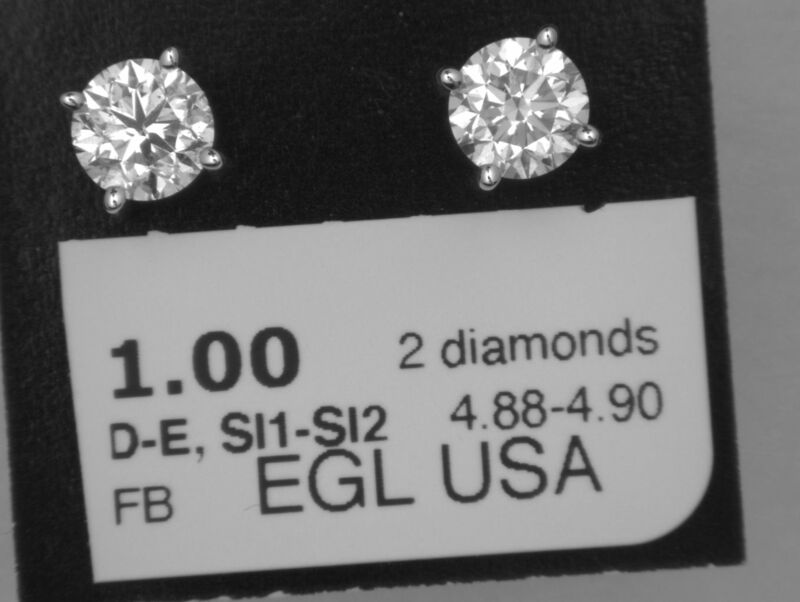 1.00 2 diamonds
D-E, SI1-SI2 4.88-4.90
FB EGL USA